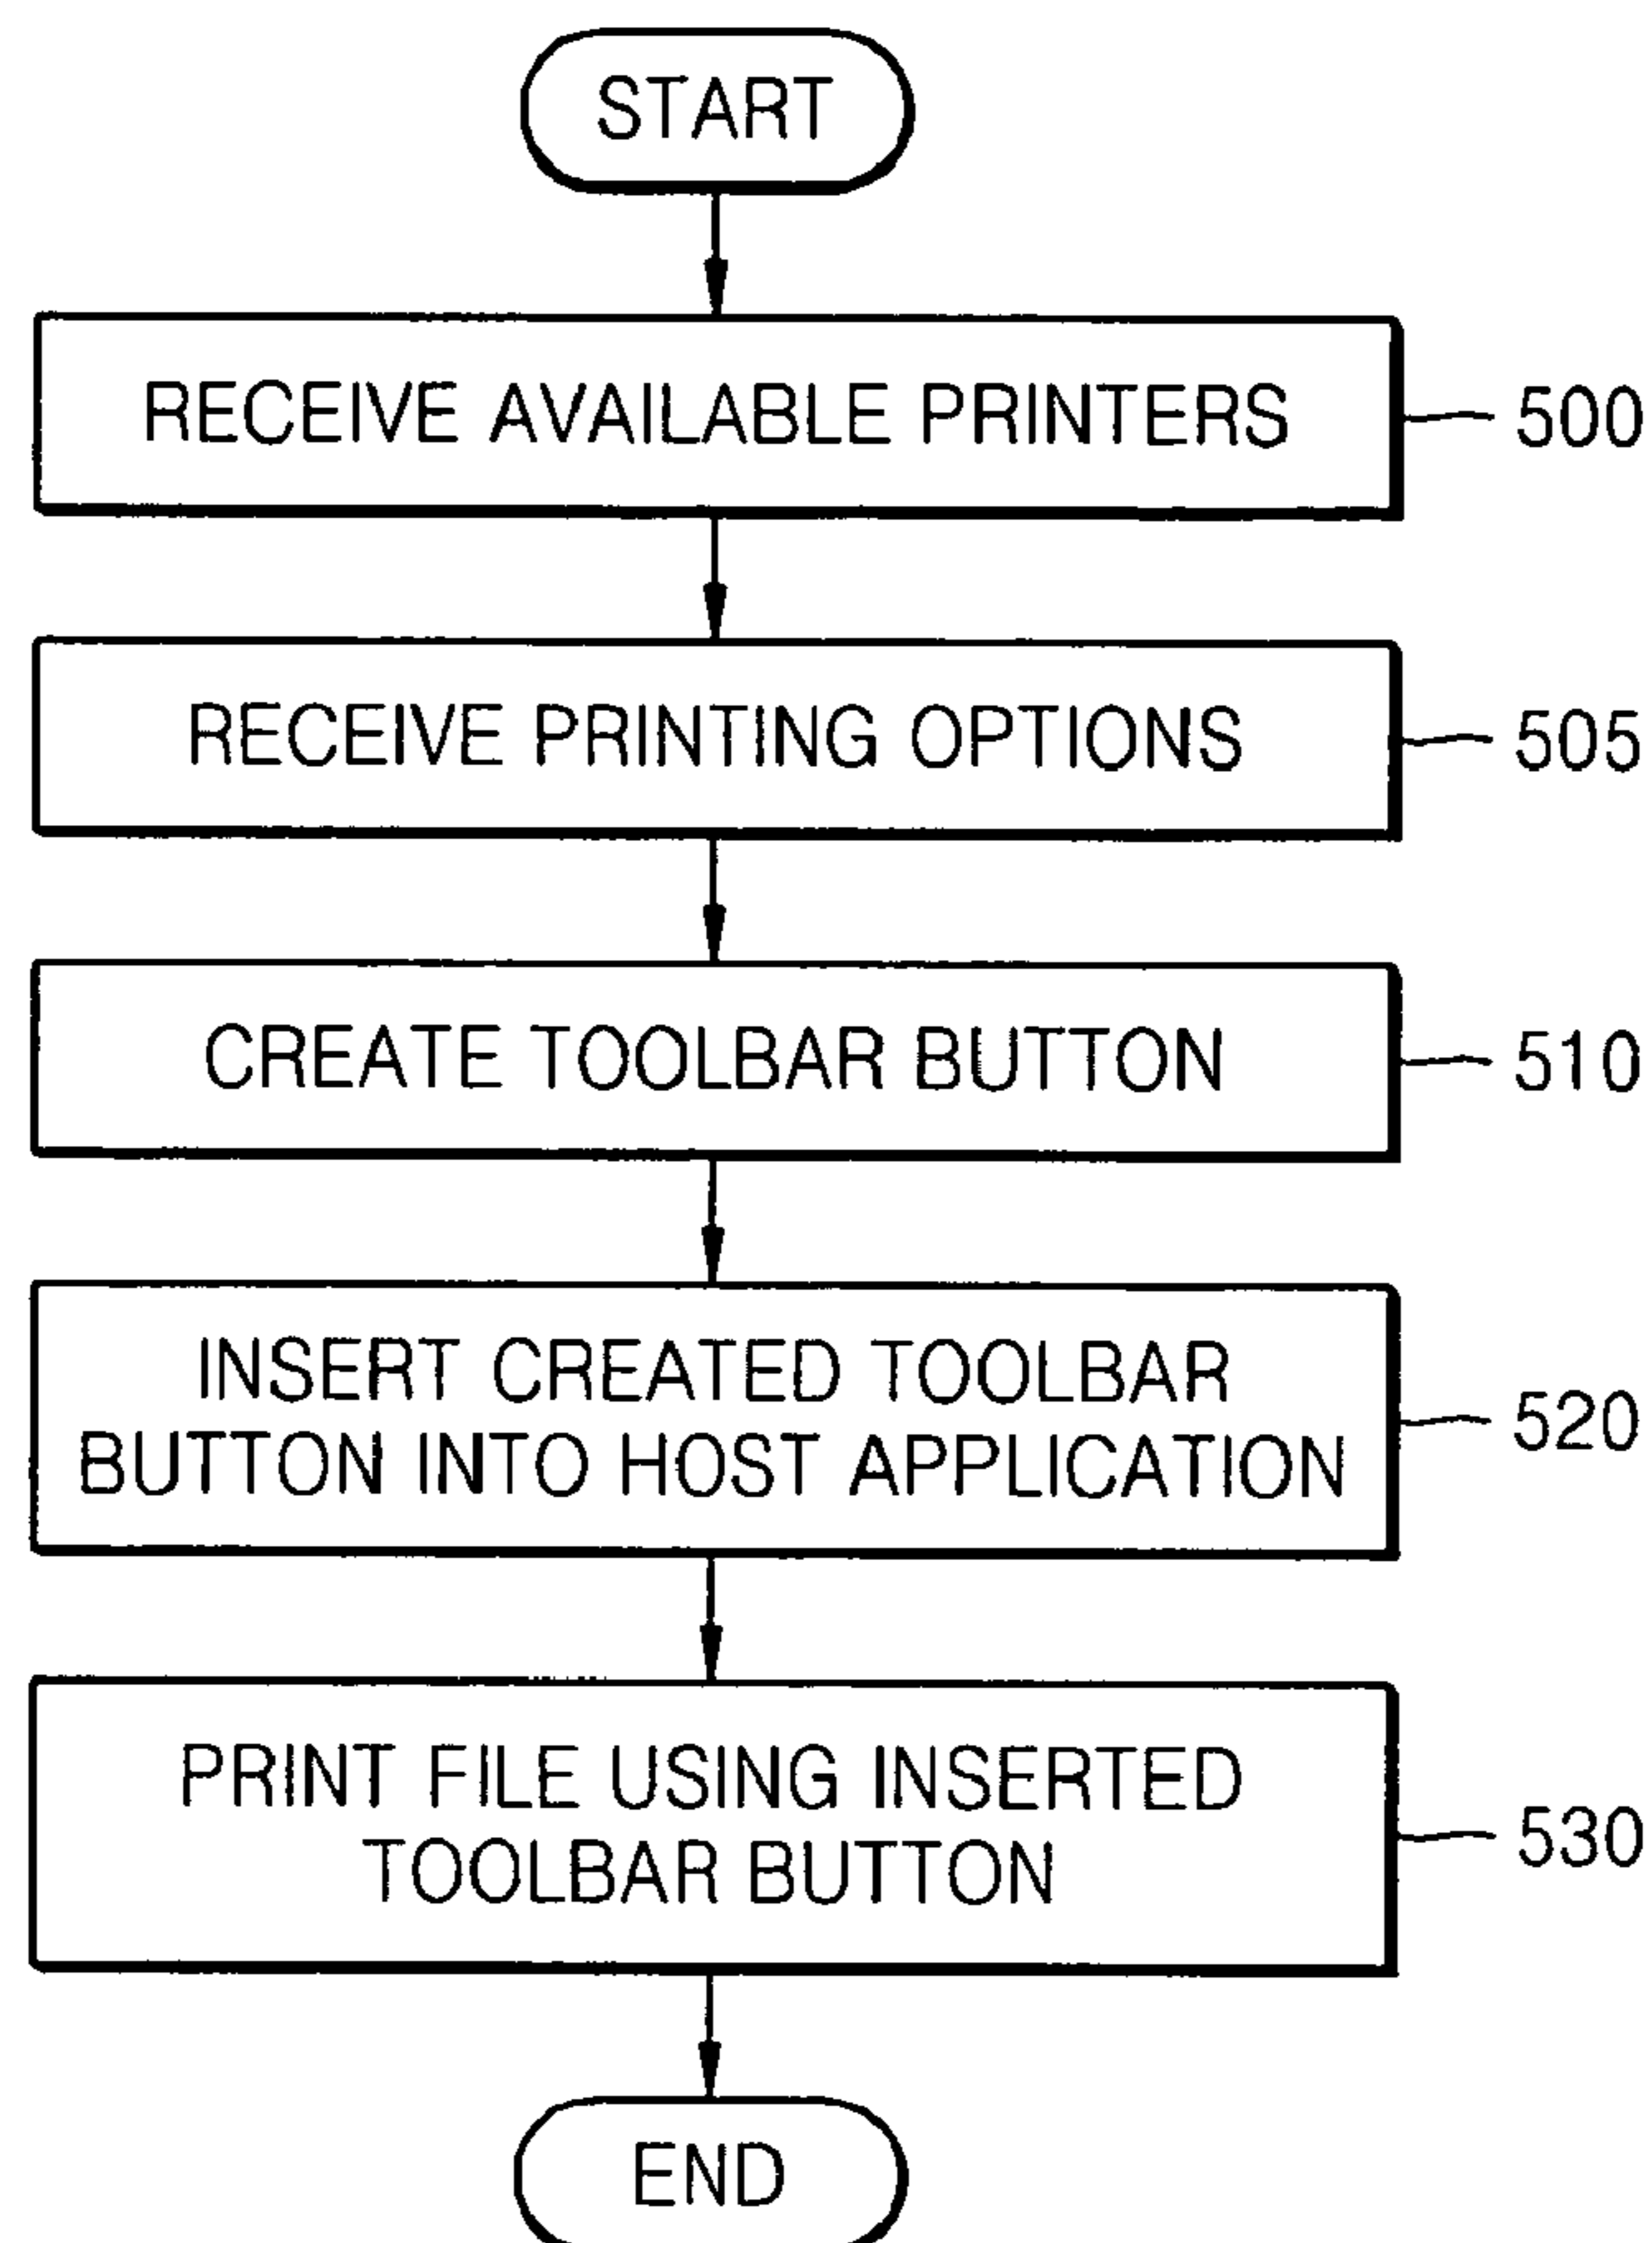 START
RECEIVE AVAILABLE PRINTERS
500
RECEIVE PRINTING OPTIONS
505
CREATE TOOLBAR BUTTON
510
INSERT CREATED TOOLBAR
BUTTON INTO HOST APPLICATION
520
PRINT FILE USING INSERTED
TOOLBAR BUTTON
530
END